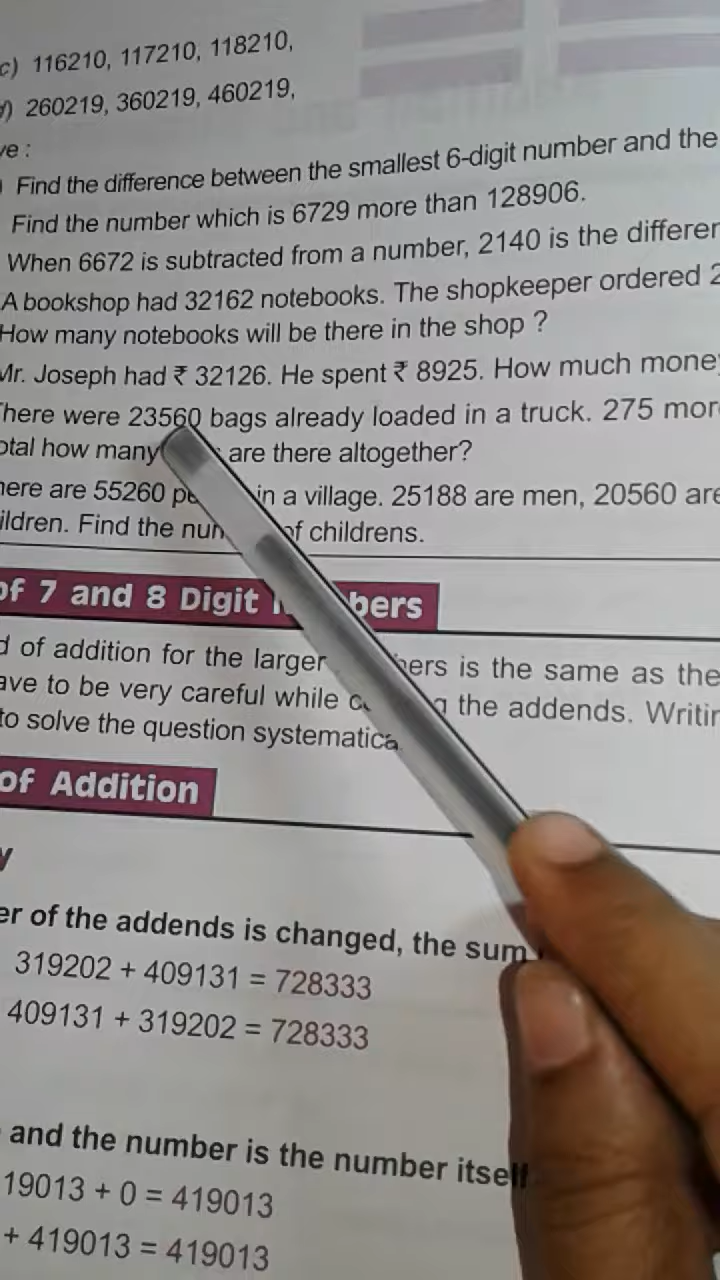 c) 116210, 117210, 118210,
f) 260219, 360219, 460219,
ve :
Find the difference between the smallest 6-digit number and the
Find the number which is 6729 more than 128906.
When 6672 is subtracted from a number, 2140 is the differen
A bookshop had 32162 notebooks. The shopkeeper ordered 2
How many notebooks will be there in the shop ?
Mr. Joseph had ₹ 32126. He spent ₹ 8925. How much money
There were 23560 bags already loaded in a truck. 275 mor
otal how many are there altogether?
here are 55260 pe in a village. 25188 are men, 20560 are
ildren. Find the num of childrens.
of 7 and 8 Digit bers
d of addition for the larger bers is the same as the
ave to be very careful while c g the addends. Writin
to solve the question systematica
of Addition
y
er of the addends is changed, the sum
319202 + 409131 = 728333
409131 + 319202 = 728333
and the number is the number itself
19013 + 0 = 419013
+ 419013 = 419013